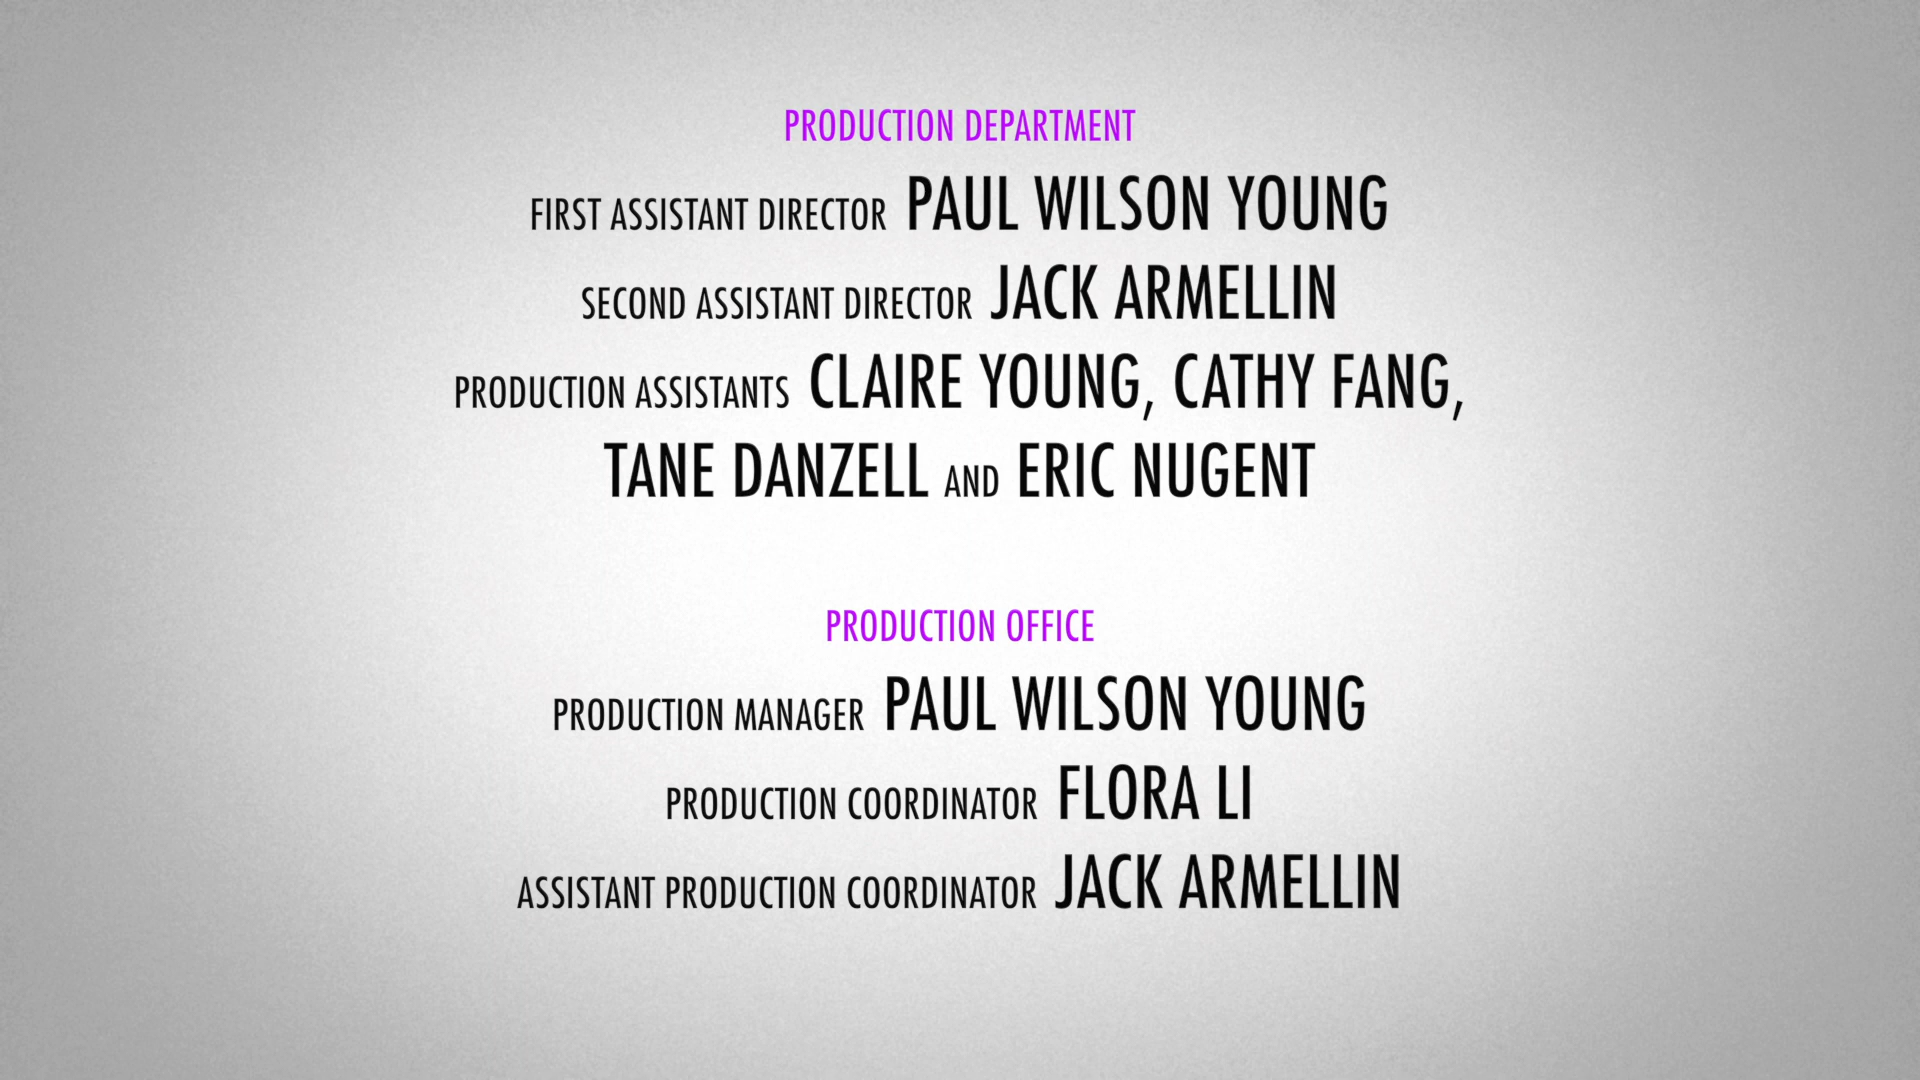 PRODUCTION DEPARTMENT
FIRST ASSISTANT DIRECTOR PAUL WILSON YOUNG
SECOND ASSISTANT DIRECTOR JACK ARMELLIN
PRODUCTION ASSISTANTS CLAIRE YOUNG, CATHY FANG,
TANE DANZELL AND ERIC NUGENT
PRODUCTION OFFICE
PRODUCTION MANAGER PAUL WILSON YOUNG
PRODUCTION COORDINATOR FLORA LI
ASSISTANT PRODUCTION COORDINATOR JACK ARMELLIN